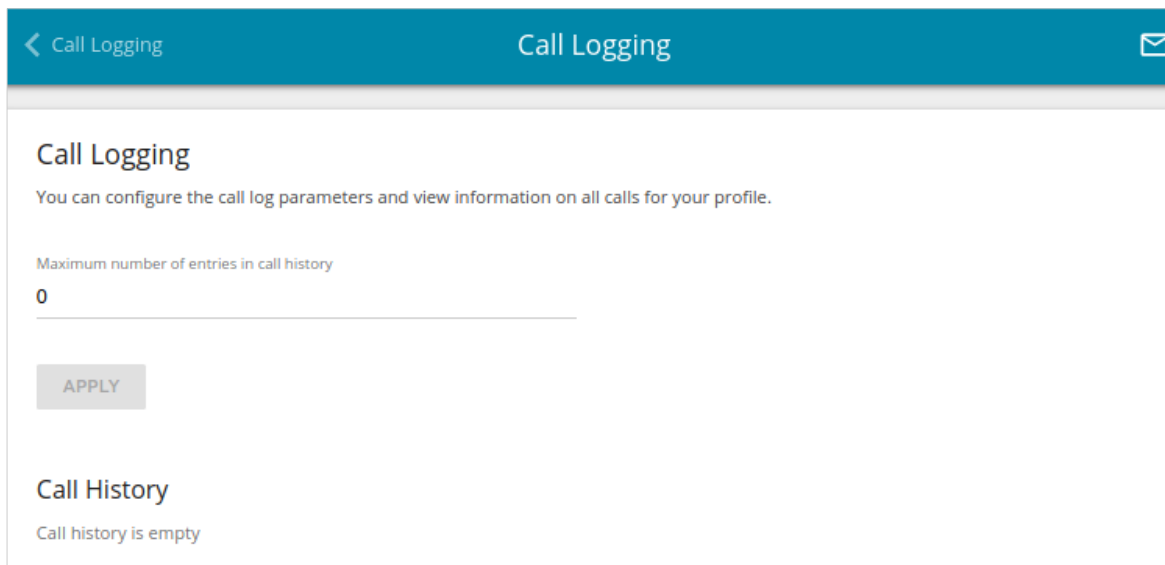 Call Logging
Call Logging
Call Logging
You can configure the call log parameters and view information on all calls for your profile.
Maximum number of entries in call history
0
APPLY
Call History
Call history is empty